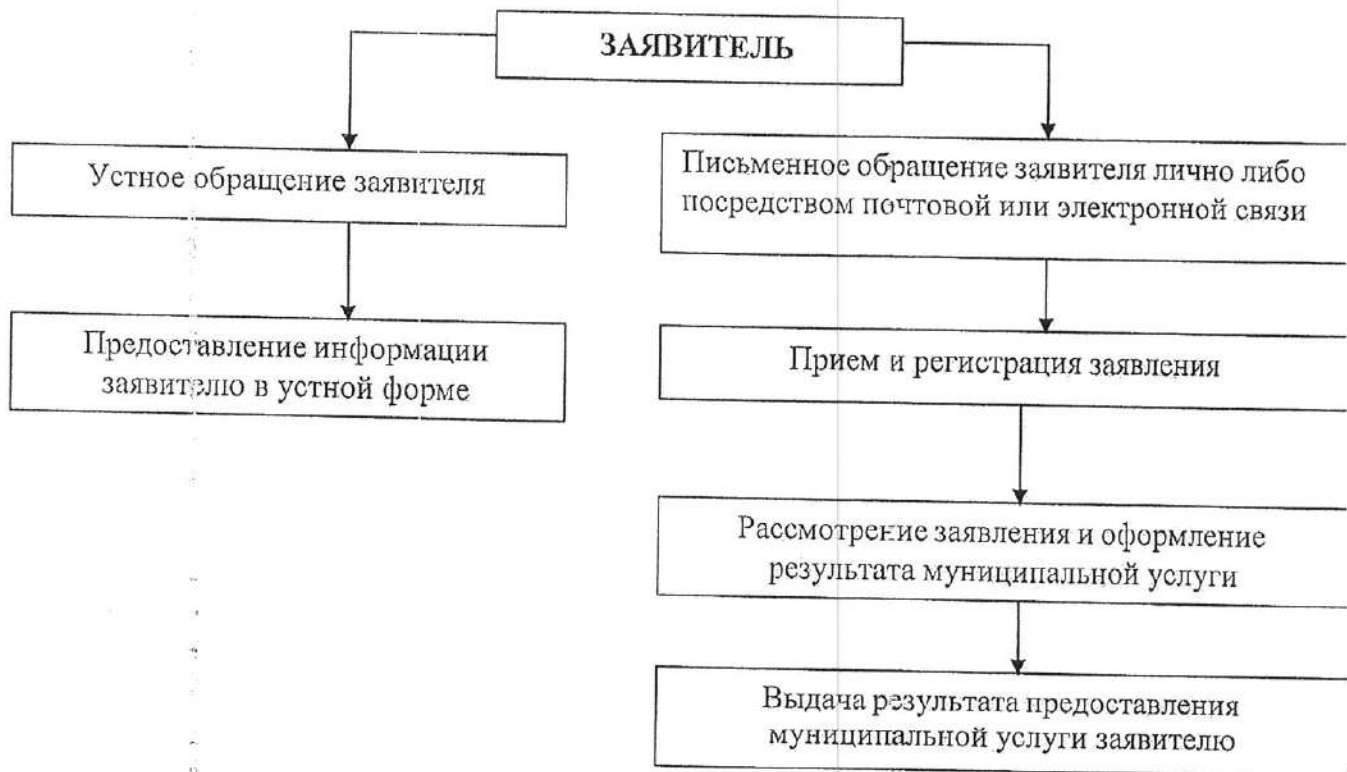 ЗАЯВИТЕЛЬ
Устное обращение заявителя
Предоставление информации
заявителю в устной форме
Письменное обращение заявителя лично либо
посредством почтовой или электронной связи
Прием и регистрация заявления
Рассмотрение заявления и оформление
результата муниципальной услуги
Выдача результата предоставления
муниципальной услуги заявителю